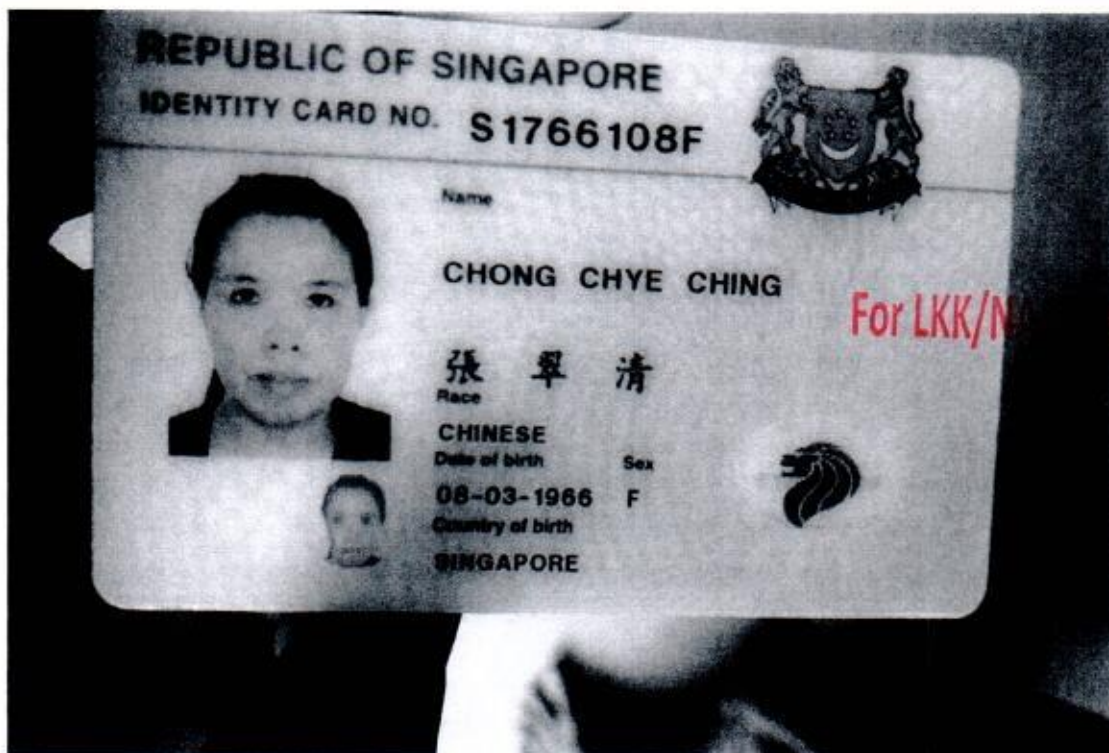 REPUBLIC OF SINGAPORE
IDENTITY CARD NO. S1766108F
Name
CHONG CHYE CHING
For LKK/N
張 翠 清
Race
CHINESE
Date of birth Sex
08-03-1966 F
Country of birth
SINGAPORE